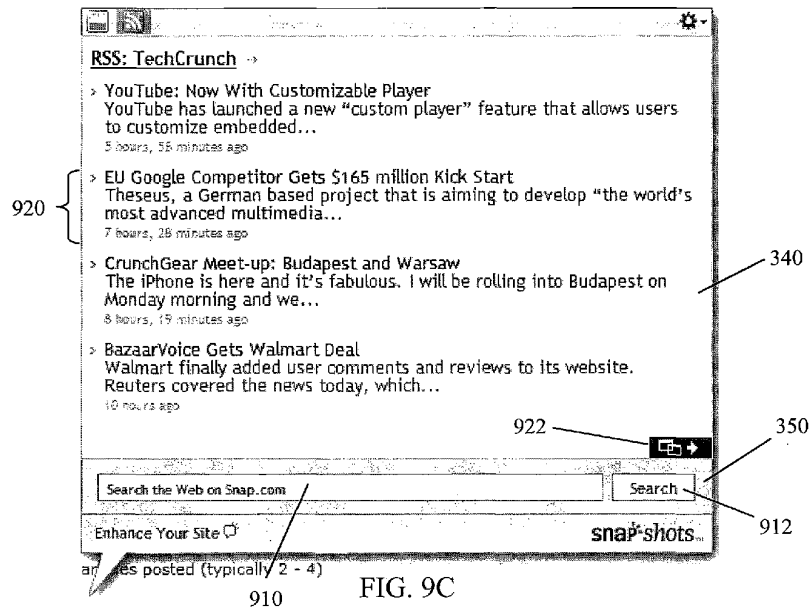 RSS: TechCrunch
YouTube: Now With Customizable Player
YouTube has launched a new “custom player” feature that allows users
to customize embedded...
5 hours, 58 minutes ago
920
EU Google Competitor Gets $165 million Kick Start
Theseus, a German based project that is aiming to develop “the world's
most advanced multimedia...
7 hours, 28 minutes ago
CrunchGear Meet-up: Budapest and Warsaw
340
The iPhone is here and it's fabulous. I will be rolling into Budapest on
Monday morning and we...
8 hours, 19 minutes ago
BazaarVoice Gets Walmart Deal
Walmart finally added user comments and reviews to its website.
Reuters covered the news today, which...
10 hours ago
922
350
Search the Web on Snap.com
Search
Enhance Your Site
snap shots
912
posted (typically 2 - 4)
910
FIG. 9C